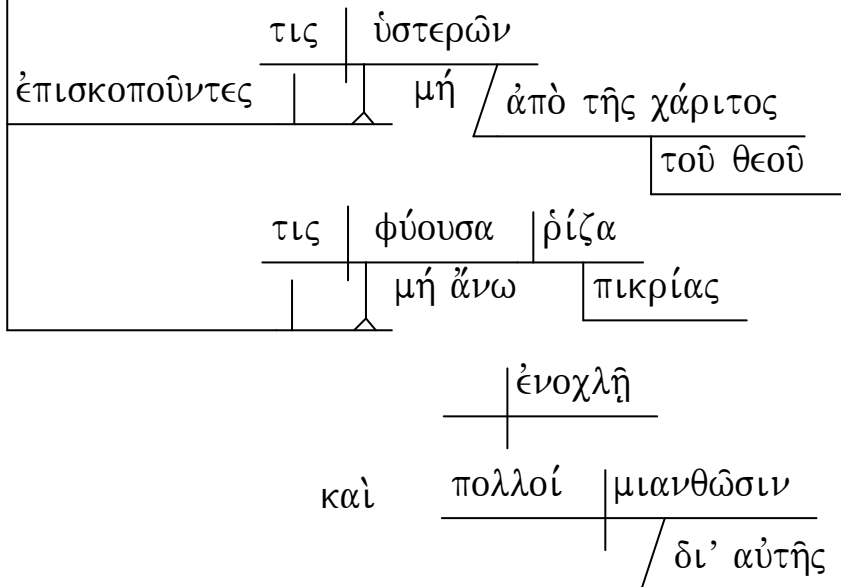 τις ὑστερῶν
ἐπισκοποῦντες μή ἀπὸ τῆς χάριτος
τοῦ θεοῦ
τις φύουσα ῥίζα
μή ἄνω πικρίας
ἐνοχλῇ
καὶ πολλοί μιανθῶσιν
δι’ αὐτῆς